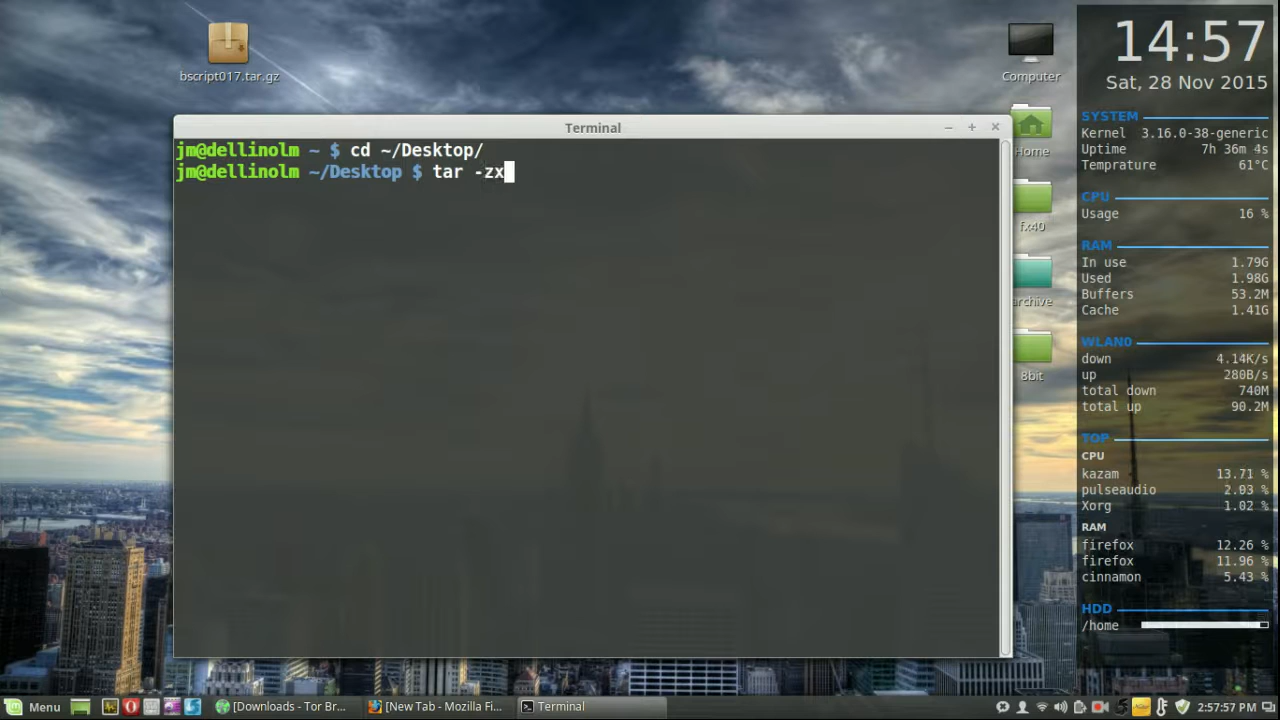 bscript017.tar.gz
Computer
Home
fx40
archive
8bit
Terminal
jm@dellinolm ~ $ cd ~/Desktop/
jm@dellinolm ~/Desktop $ tar -zx
14:57
Sat, 28 Nov 2015
SYSTEM
Kernel 3.16.0-38-generic
Uptime 7h 36m 4s
Temprature 61°C
CPU
Usage 16 %
RAM
In use 1.79G
Used 1.98G
Buffers 53.2M
Cache 1.41G
WLAN0
down 4.14K/s
up 280B/s
total down 740M
total up 90.2M
TOP
CPU
kazam 13.71 %
pulseaudio 2.03 %
Xorg 1.02 %
RAM
firefox 12.26 %
firefox 11.96 %
cinnamon 5.43 %
HDD
/home
Menu
[Downloads - Tor Br...
[New Tab - Mozilla Fi...
Terminal
2:57:57 PM